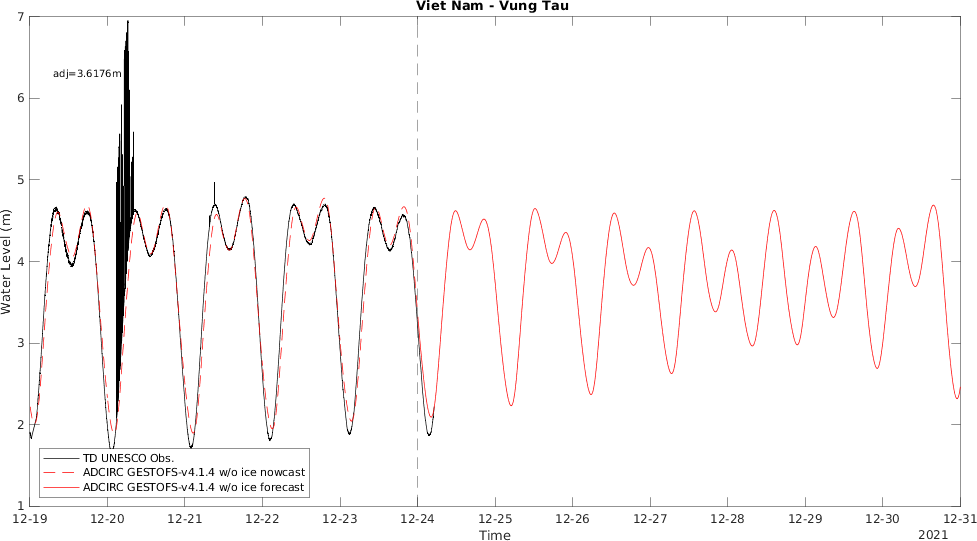 Viet Nam - Vung Tau
7
adj=3.6176m
6
5
4
3
2
1
Water Level (m)
TD UNESCO Obs.
ADCIRC GESTOFS-v4.1.4 w/o ice nowcast
ADCIRC GESTOFS-v4.1.4 w/o ice forecast
12-19 12-20 12-21 12-22 12-23 12-24 12-25 12-26 12-27 12-28 12-29 12-30 12-31
Time
2021